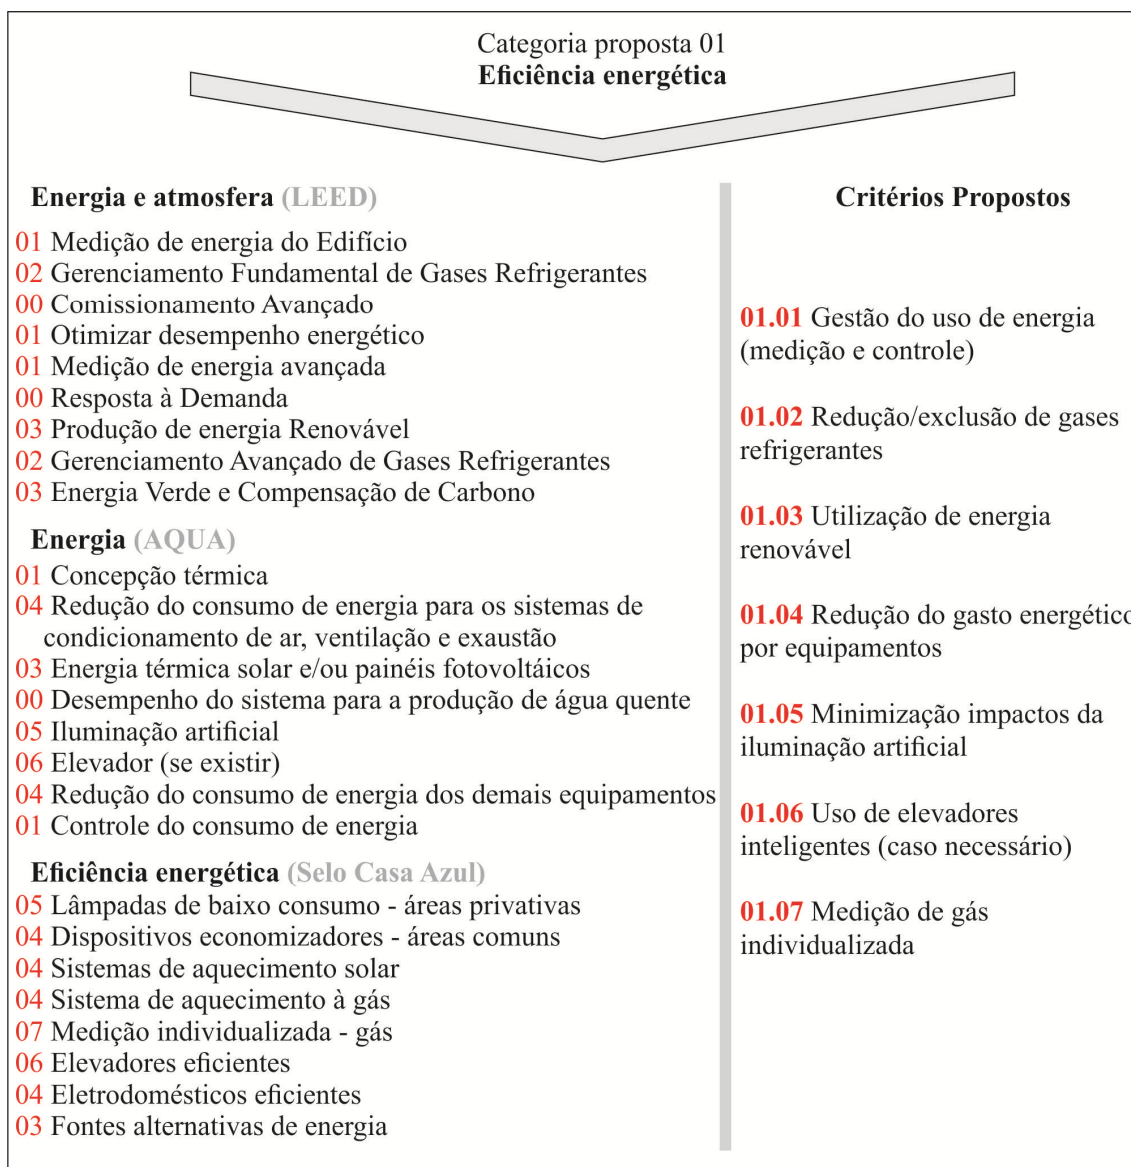 Categoria proposta 01
Eficiência energética
Energia e atmosfera (LEED)
01 Medição de energia do Edifício
02 Gerenciamento Fundamental de Gases Refrigerantes
00 Comissionamento Avançado
01 Otimizar desempenho energético
01 Medição de energia avançada
00 Resposta à Demanda
03 Produção de energia Renovável
02 Gerenciamento Avançado de Gases Refrigerantes
03 Energia Verde e Compensação de Carbono
Energia (AQUA)
01 Concepção térmica
04 Redução do consumo de energia para os sistemas de
condicionamento de ar, ventilação e exaustão
03 Energia térmica solar e/ou painéis fotovoltáicos
00 Desempenho do sistema para a produção de água quente
05 Iluminação artificial
06 Elevador (se existir)
04 Redução do consumo de energia dos demais equipamentos
01 Controle do consumo de energia
Eficiência energética (Selo Casa Azul)
05 Lâmpadas de baixo consumo - áreas privativas
04 Dispositivos economizadores - áreas comuns
04 Sistemas de aquecimento solar
04 Sistema de aquecimento à gás
07 Medição individualizada - gás
06 Elevadores eficientes
04 Eletrodomésticos eficientes
03 Fontes alternativas de energia
Critérios Propostos
01.01 Gestão do uso de energia
(medição e controle)
01.02 Redução/exclusão de gases
refrigerantes
01.03 Utilização de energia
renovável
01.04 Redução do gasto energético
por equipamentos
01.05 Minimização impactos da
iluminação artificial
01.06 Uso de elevadores
inteligentes (caso necessário)
01.07 Medição de gás
individualizada